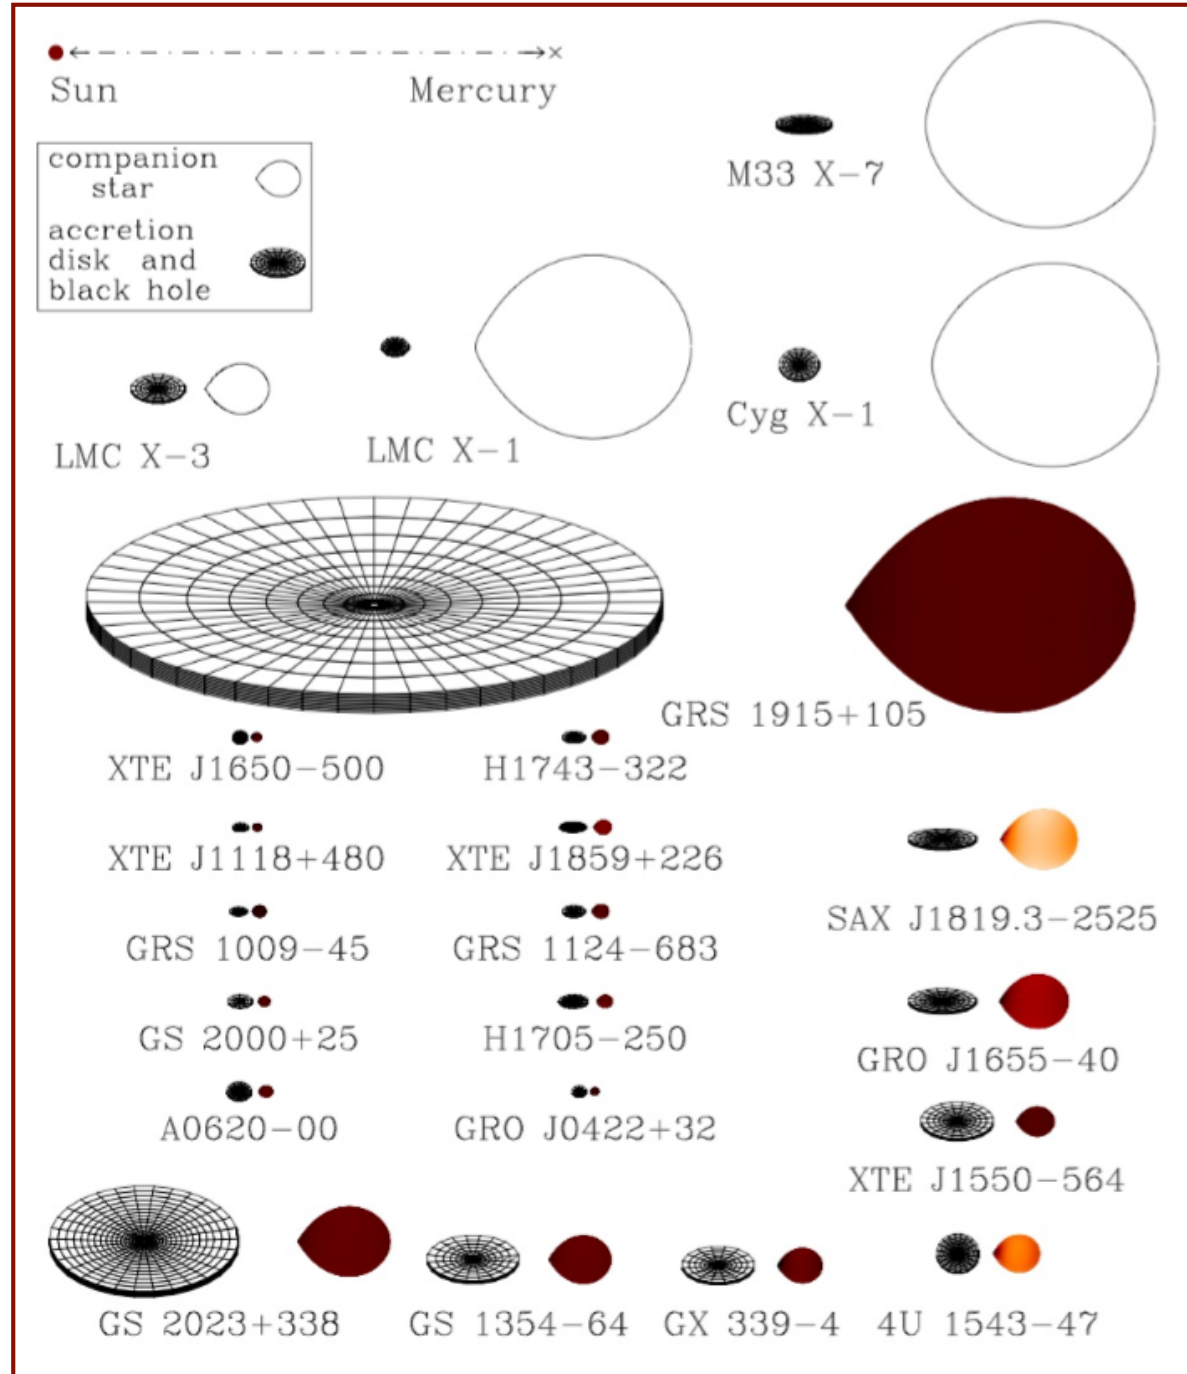 Sun Mercury
companion
star
accretion
disk and
black hole
M33 X-7
LMC X-3
LMC X-1
Cyg X-1
GRS 1915+105
XTE J1650-500
H1743-322
XTE J1118+480
XTE J1859+226
SAX J1819.3-2525
GRS 1009-45
GRS 1124-683
GS 2000+25
H1705-250
GRO J1655-40
A0620-00
GRO J0422+32
XTE J1550-564
GS 2023+338
GS 1354-64
GX 339-4
4U 1543-47